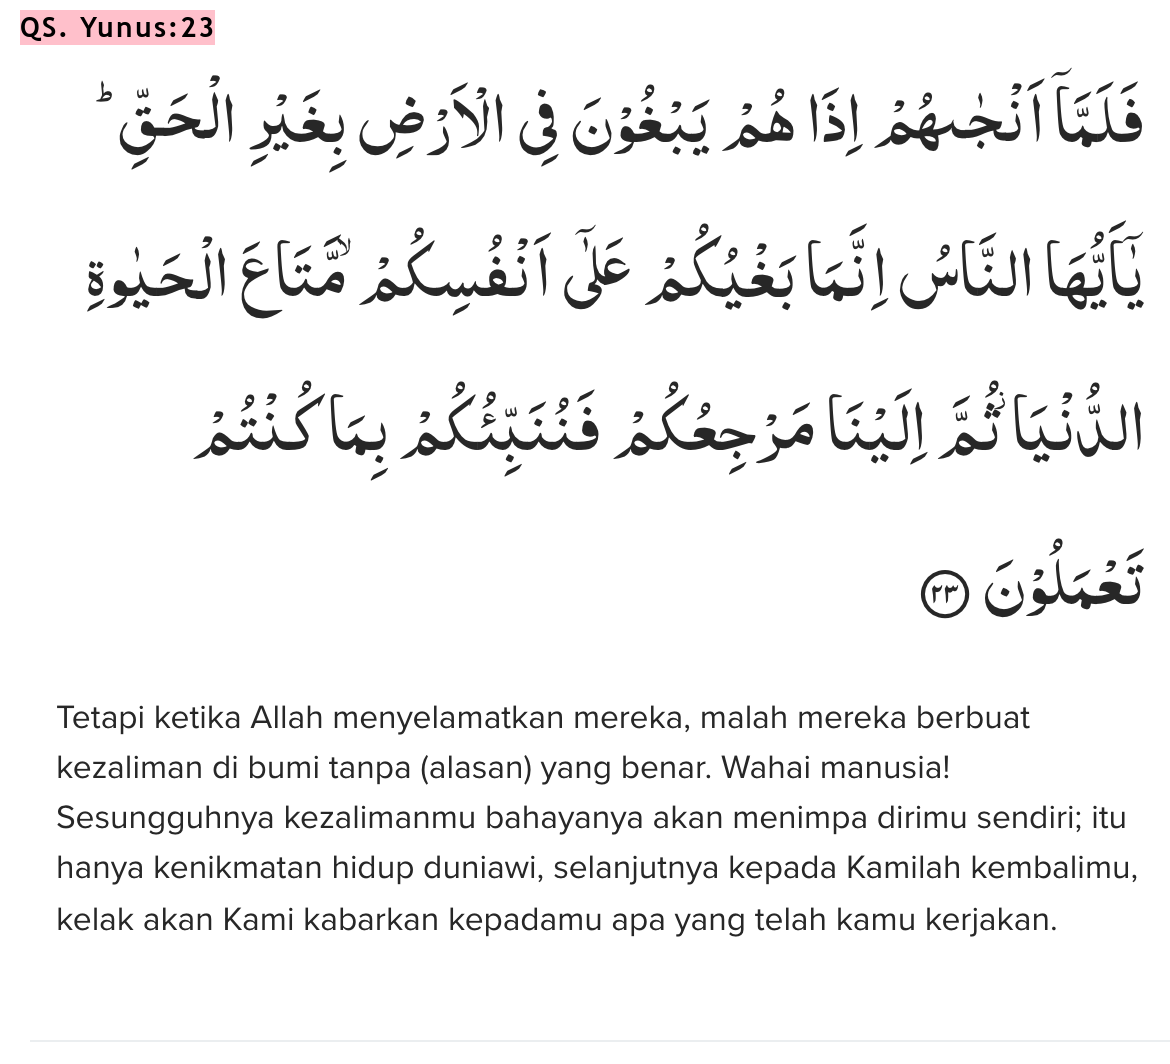 QS. Yunus:23
فَلَمَّآ اَنْجٰىهُمْ اِذَا هُمْ يَبْغُوْنَ فِى الْاَرْضِ بِغَيْرِ الْحَقِّ ۗ
يٰٓاَيُّهَا النَّاسُ اِنَّمَا بَغْيُكُمْ عَلٰٓى اَنْفُسِكُمْ ۙمَّتَاعَ الْحَيٰوةِ
الدُّنْيَا ۖثُمَّ اِلَيْنَا مَرْجِعُكُمْ فَنُنَبِّئُكُمْ بِمَا كُنْتُمْ
تَعْمَلُوْنَ ٢٣
Tetapi ketika Allah menyelamatkan mereka, malah mereka berbuat
kezaliman di bumi tanpa (alasan) yang benar. Wahai manusia!
Sesungguhnya kezalimanmu bahayanya akan menimpa dirimu sendiri; itu
hanya kenikmatan hidup duniawi, selanjutnya kepada Kamilah kembalimu,
kelak akan Kami kabarkan kepadamu apa yang telah kamu kerjakan.